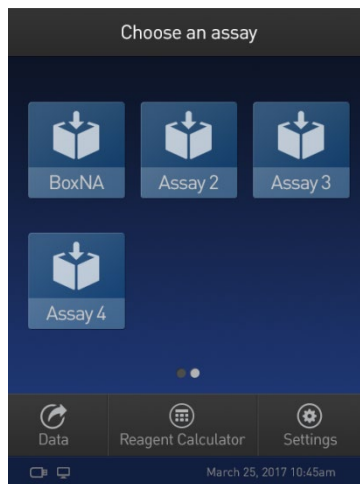 Choose an assay
BoxNA Assay 2 Assay 3
Assay 4
Data Reagent Calculator Settings
March 25, 2017 10:45am